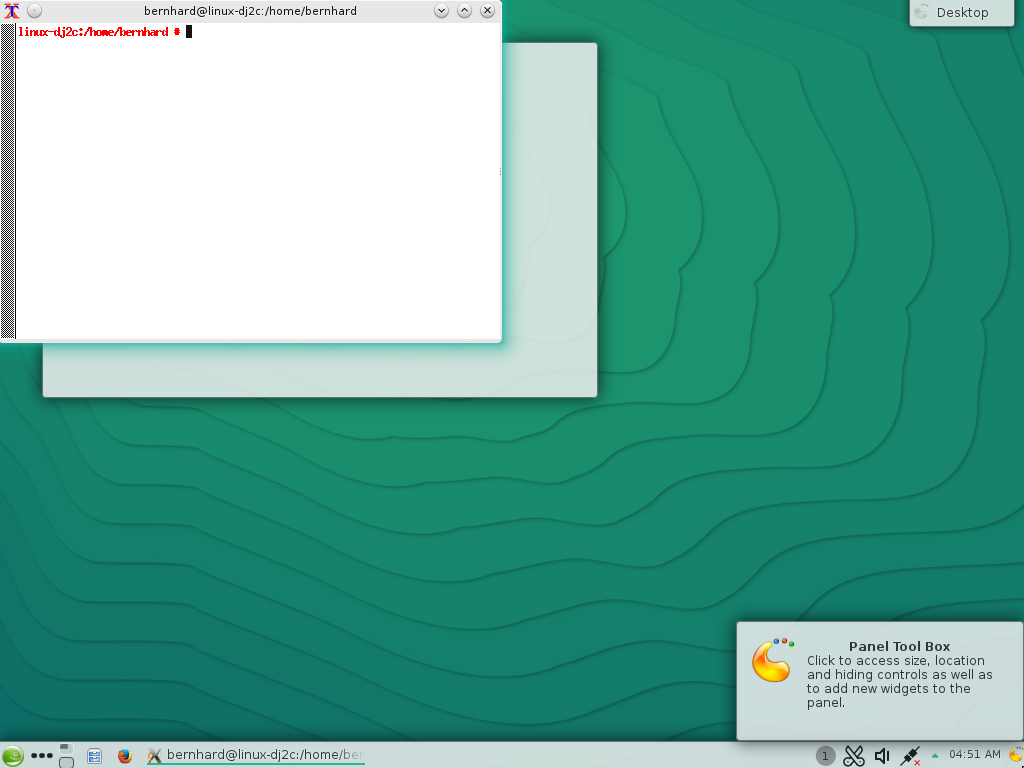 bernhard@linux-dj2c:/home/bernhard
Desktop
linux-dj2c:/home/bernhard #
Panel Tool Box
Click to access size, location
and hiding controls as well as
to add new widgets to the
panel.
bernhard@linux-dj2c:/home/ber
1
04:51 AM